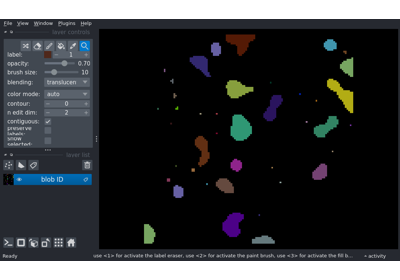 File View Window Plugins Help
layer controls
label: 1
opacity: 0.70
brush size: 10
blending: translucen
color mode: auto
contour: 0
n edit dim: 2
contiguous:
preserve labels:
show selected:
layer list
blob ID
Ready
use <1> for activate the label eraser, use <2> for activate the paint brush, use <3> for activate the fill b...
activity